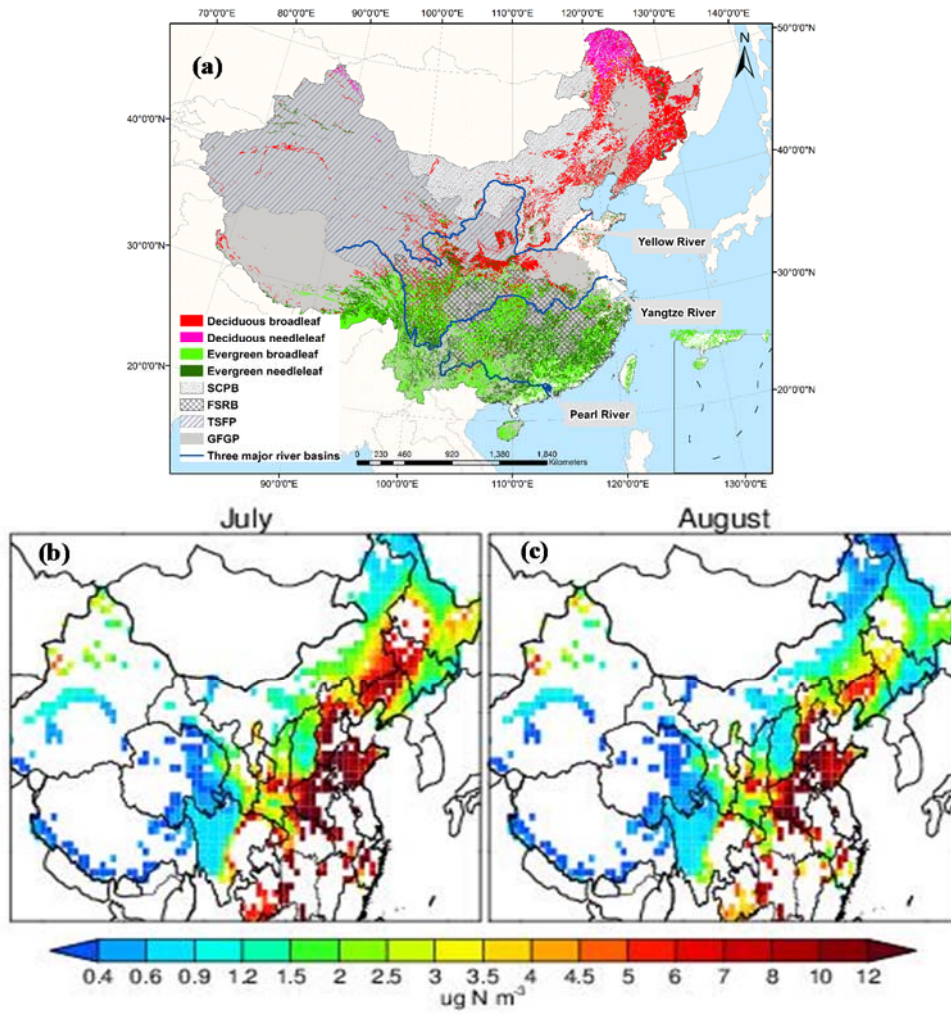 70°0'0"E 80°0'0"E 90°0'0"E 100°0'0"E 110°0'0"E 120°0'0"E 130°0'0"E 140°0'0"E
50°0'0"N
(a)
N
40°0'0"N
40°0'0"N
30°0'0"N
Yellow River
30°0'0"N
Yangtze River
Deciduous broadleaf
Deciduous needleleaf
Evergreen broadleaf
20°0'0"N
Evergreen needleleaf
20°0'0"N
SCPB
FSRB
Pearl River
TSFP
GFGP
Three major river basins
0 230 460 920 1,380 1,840
Kilometers
90°0'0"E 100°0'0"E 110°0'0"E 120°0'0"E 130°0'0"E
July August
(b) (c)
0.4 0.6 0.9 1.2 1.5 2 2.5 3 3.5 4 4.5 5 6 7 8 10 12
ug N m-3